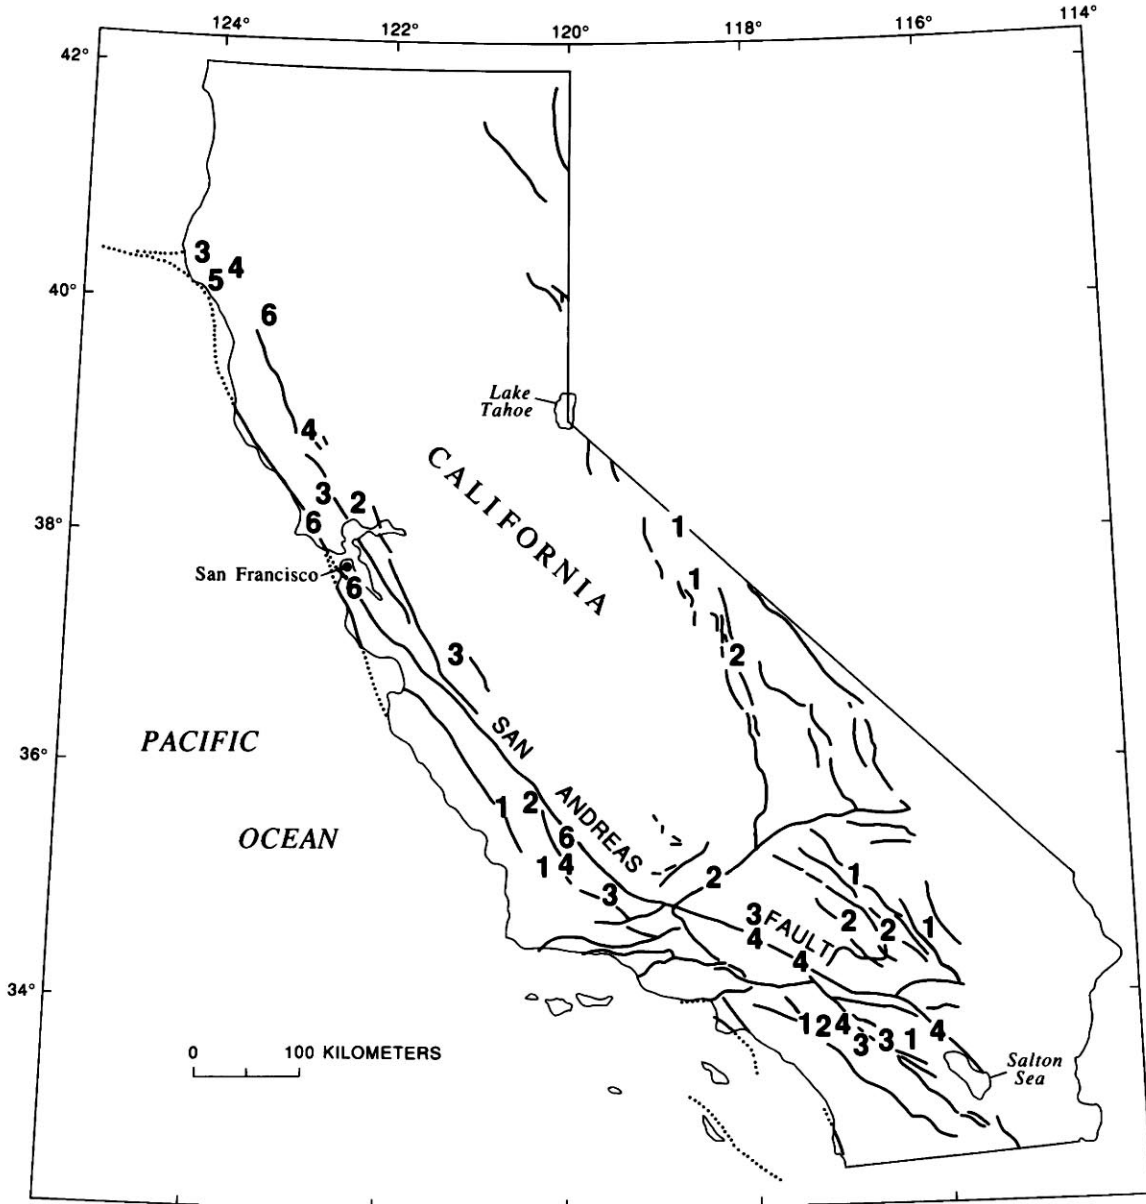 124° 122° 120° 118° 116° 114°
42°
3
4
5
40°
6
Lake
Tahoe
4
CALIFORNIA
3 2
6 1
38°
San Francisco
6
1
2
3
SAN
PACIFIC
36°
ANDREAS
1 2
OCEAN
6
1 4
2 1
3
3 2 2 1
FAULT
4
4
34°
1 2 4 3 3 1 4
0 100 KILOMETERS
Salton
Sea